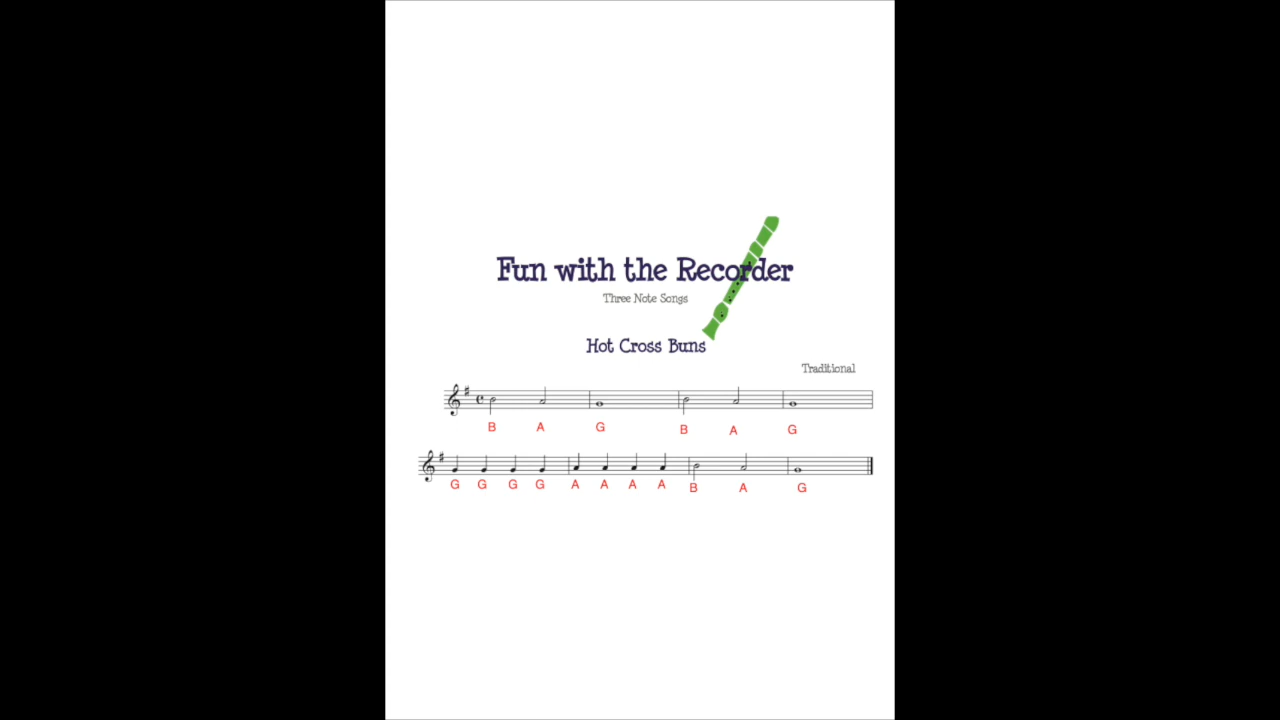 Fun with the Recorder
Three Note Songs
Hot Cross Buns
Traditional
B A G B A G
G G G G A A A A B A G